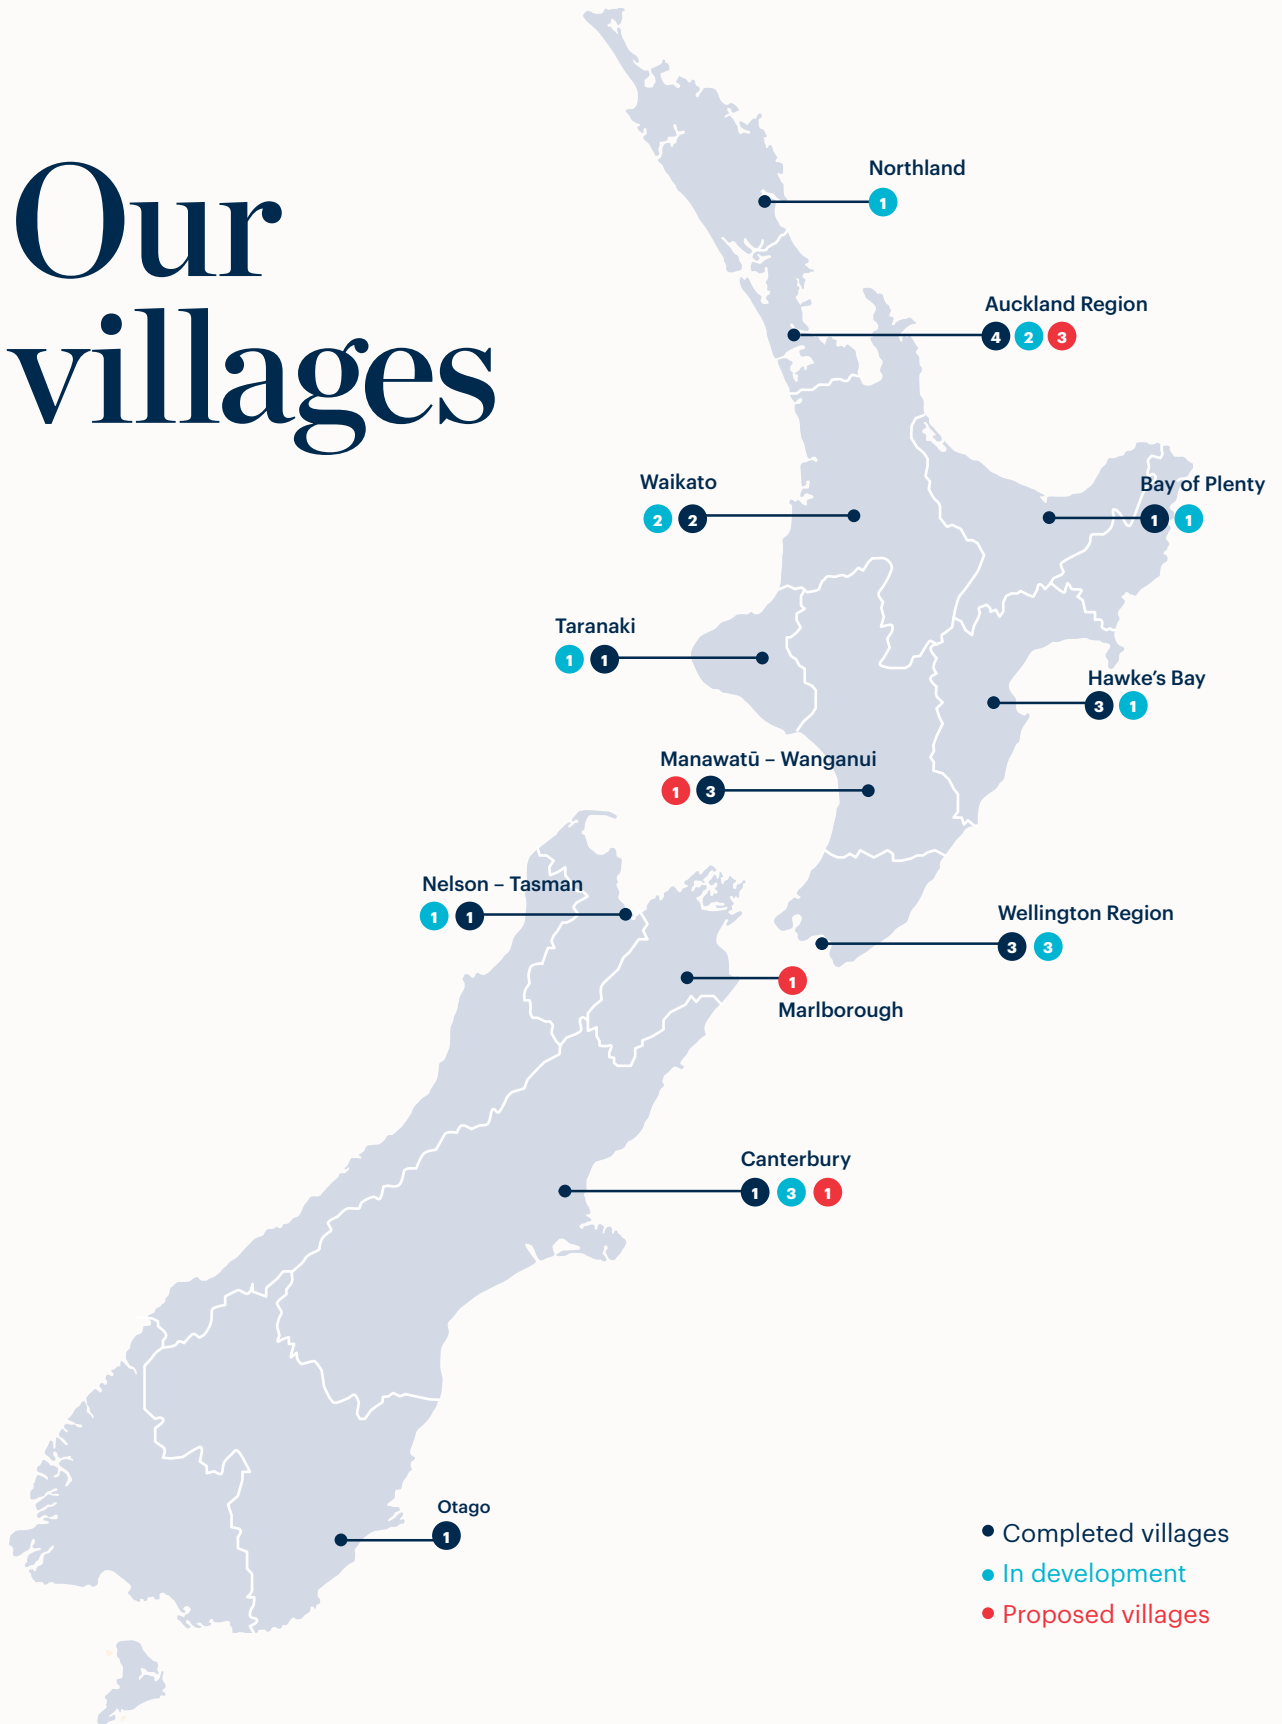 Our
villages
Northland
1
Auckland Region
4 2 3
Waikato
2 2
Bay of Plenty
1 1
Taranaki
1 1
Hawke’s Bay
3 1
Manawatū – Wanganui
1 3
Nelson – Tasman
1 1
Wellington Region
3 3
1
Marlborough
Canterbury
1 3 1
Otago
1
Completed villages
In development
Proposed villages